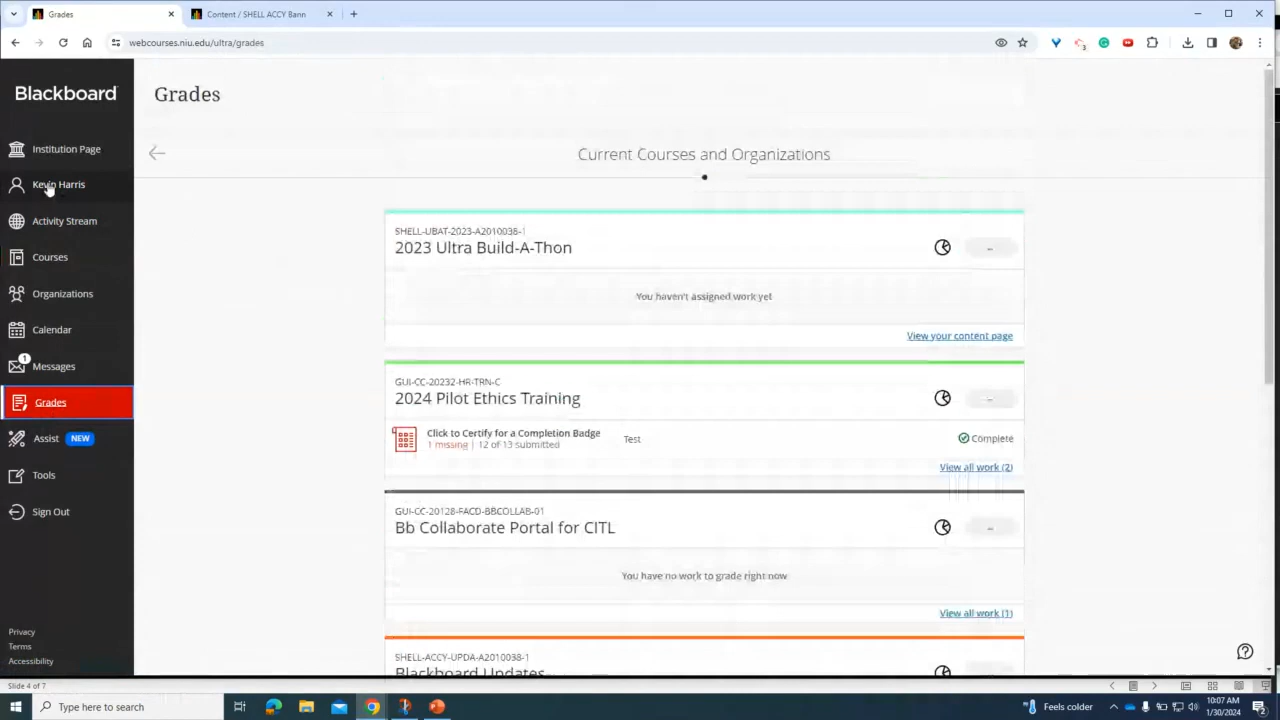 Grades
Content / SHELL ACCY Bann
webcourses.niu.edu/ultra/grades
3
Blackboard
Institution Page
Kevin Harris
Activity Stream
Courses
Organizations
Calendar
1
Messages
Grades
Assist NEW
Tools
Sign Out
Privacy
Terms
Accessibility
Grades
Current Courses and Organizations
SHELL-UBAT-2023-A2010038-1
2023 Ultra Build-A-Thon
--
You haven't assigned work yet
View your content page
GUI-CC-20232-HR-TRN-C
2024 Pilot Ethics Training
--
Click to Certify for a Completion Badge
Test
Complete
1 missing | 12 of 13 submitted
View all work (2)
GUI-CC-20128-FACD-BBCOLLAB-01
Bb Collaborate Portal for CITL
--
You have no work to grade right now
View all work (1)
SHELL-ACCY-UPDA-A2010038-1
Blackboard Updates
Slide 4 of 7
Type here to search
Feels colder
10:07 AM
1/30/2024
2